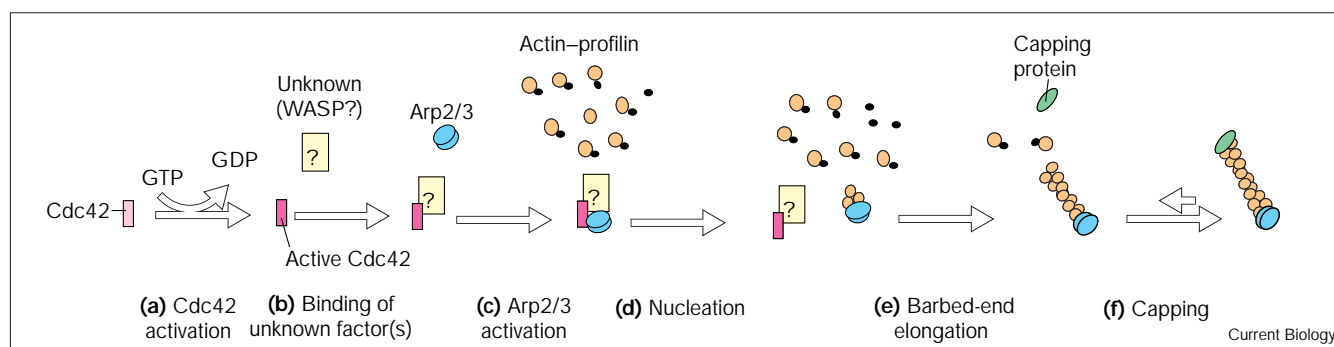 Actin–profilin
Capping
protein
Unknown
(WASP?)
Arp2/3
?
GDP
GTP
?
?
?
Cdc42
Active Cdc42
(a) Cdc42
activation
(b) Binding of
unknown factor(s)
(c) Arp2/3
activation
(d) Nucleation
(e) Barbed-end
elongation
(f) Capping
Current Biology